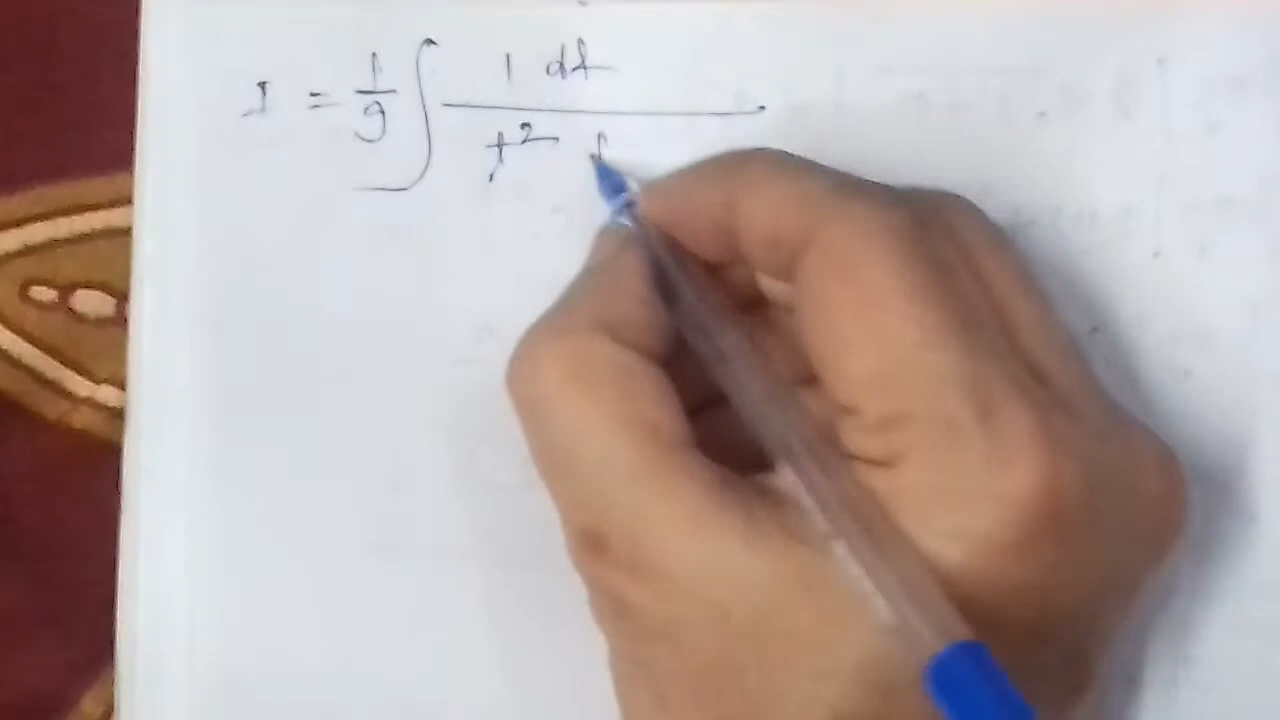 I = 1/9 ∫ 1 dt / t²